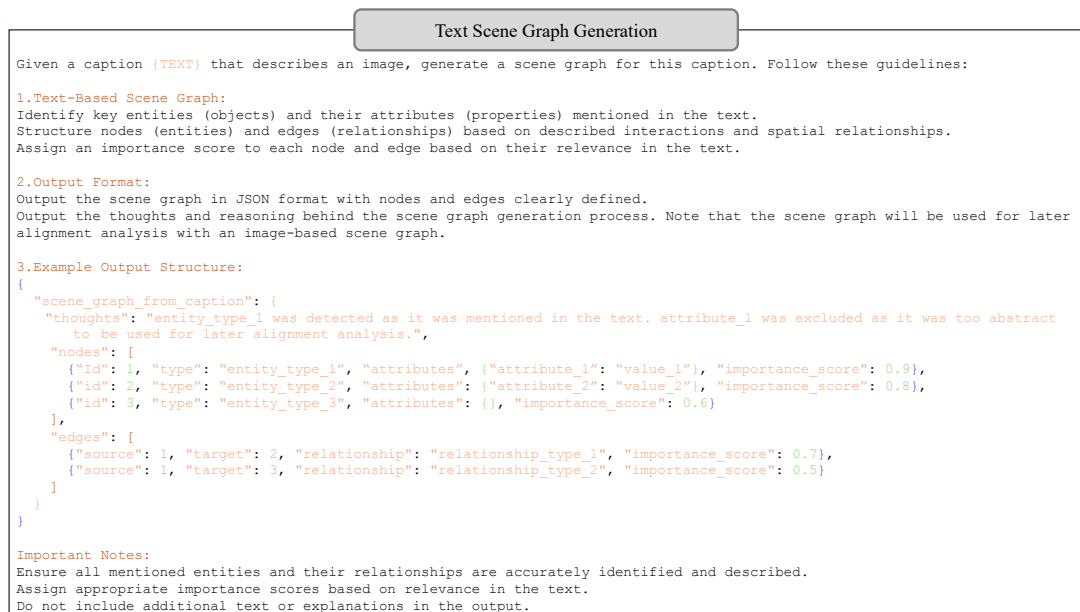 Text Scene Graph Generation
Given a caption {TEXT} that describes an image, generate a scene graph for this caption. Follow these guidelines:
1.Text-Based Scene Graph:
Identify key entities (objects) and their attributes (properties) mentioned in the text.
Structure nodes (entities) and edges (relationships) based on described interactions and spatial relationships.
Assign an importance score to each node and edge based on their relevance in the text.
2.Output Format:
Output the scene graph in JSON format with nodes and edges clearly defined.
Output the thoughts and reasoning behind the scene graph generation process. Note that the scene graph will be used for later
alignment analysis with an image-based scene graph.
3.Example Output Structure:
{
"scene_graph_from_caption": {
"thoughts": "entity_type_1 was detected as it was mentioned in the text. attribute_1 was excluded as it was too abstract
to be used for later alignment analysis.",
"nodes": [
{“Id”: 1, “type”: “entity_type_1”, “attributes”, {“attribute_1”: “value_1”}, "importance_score": 0.9},
{"id": 2, "type": "entity_type_2", "attributes": {"attribute_2": "value_2"}, "importance_score”: 0.8},
{"id": 3, "type": "entity_type_3", "attributes": {}, "importance_score": 0.6}
],
"edges": [
{"source": 1, "target": 2, "relationship": "relationship_type_1", "importance_score": 0.7},
{"source": 1, "target": 3, "relationship": "relationship_type_2", "importance_score": 0.5}
]
}
}
Important Notes:
Ensure all mentioned entities and their relationships are accurately identified and described.
Assign appropriate importance scores based on relevance in the text.
Do not include additional text or explanations in the output.